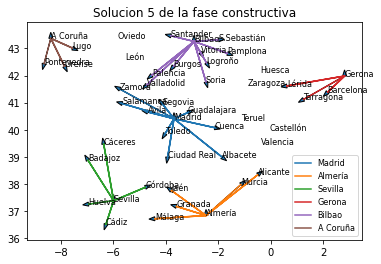 Solucion 5 de la fase constructiva
43
42
41
40
39
38
37
36
−8
−6
−4
−2
0
2
A Coruña
Lugo
Pontevedra
Orense
Oviedo
León
Santander
Bilbao
S.Sebastián
Vitoria
Pamplona
Logroño
Burgos
Palencia
Valladolid
Soria
Zamora
Huesca
Zaragoza
Lérida
Gerona
Barcelona
Tarragona
Salamanca
Segovia
Ávila
Guadalajara
Madrid
Cuenca
Teruel
Toledo
Castellón
Valencia
Cáceres
Ciudad Real
Albacete
Badajoz
Alicante
Murcia
Córdoba
Jaén
Huelva
Sevilla
Granada
Málaga
Almería
Cádiz
Madrid
Almería
Sevilla
Gerona
Bilbao
A Coruña